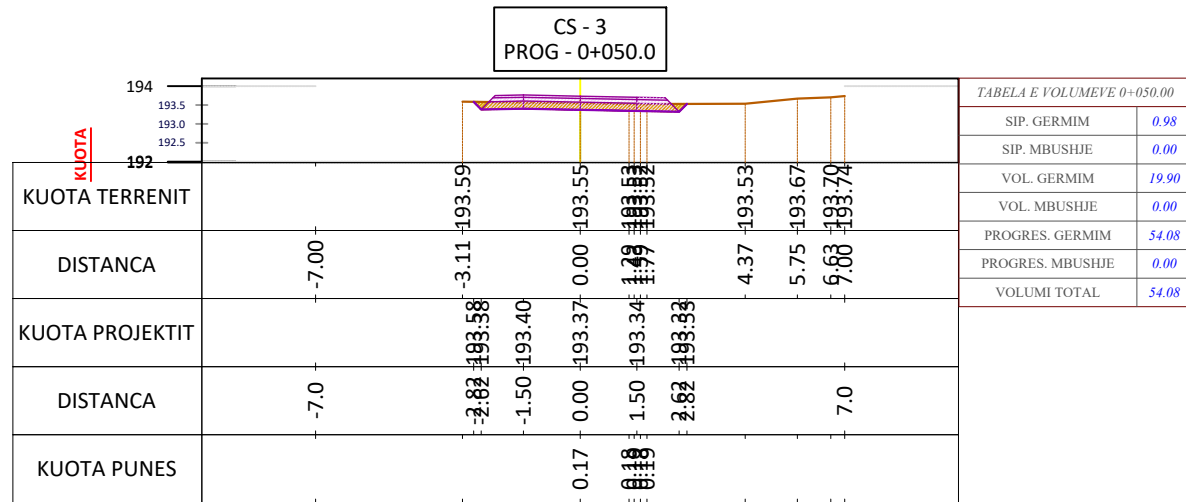 CS - 3
PROG - 0+050.0
194
193.5
193.0
192.5
192
KUOTA
KUOTA TERRENIT
193.59
193.55
193.53
193.52
193.53
193.67
193.70
193.74
DISTANCA
-7.00
-3.11
0.00
1.29
1.77
4.37
5.75
6.63
7.00
KUOTA PROJEKTIT
193.58
193.38
193.40
193.37
193.34
193.53
DISTANCA
-7.0
-2.82
-2.62
-1.50
0.00
1.50
2.62
2.82
7.0
KUOTA PUNES
0.17
0.18
0.19
TABELA E VOLUMEVE 0+050.00
SIP. GERMIM 0.98
SIP. MBUSHJE 0.00
VOL. GERMIM 19.90
VOL. MBUSHJE 0.00
PROGRES. GERMIM 54.08
PROGRES. MBUSHJE 0.00
VOLUMI TOTAL 54.08